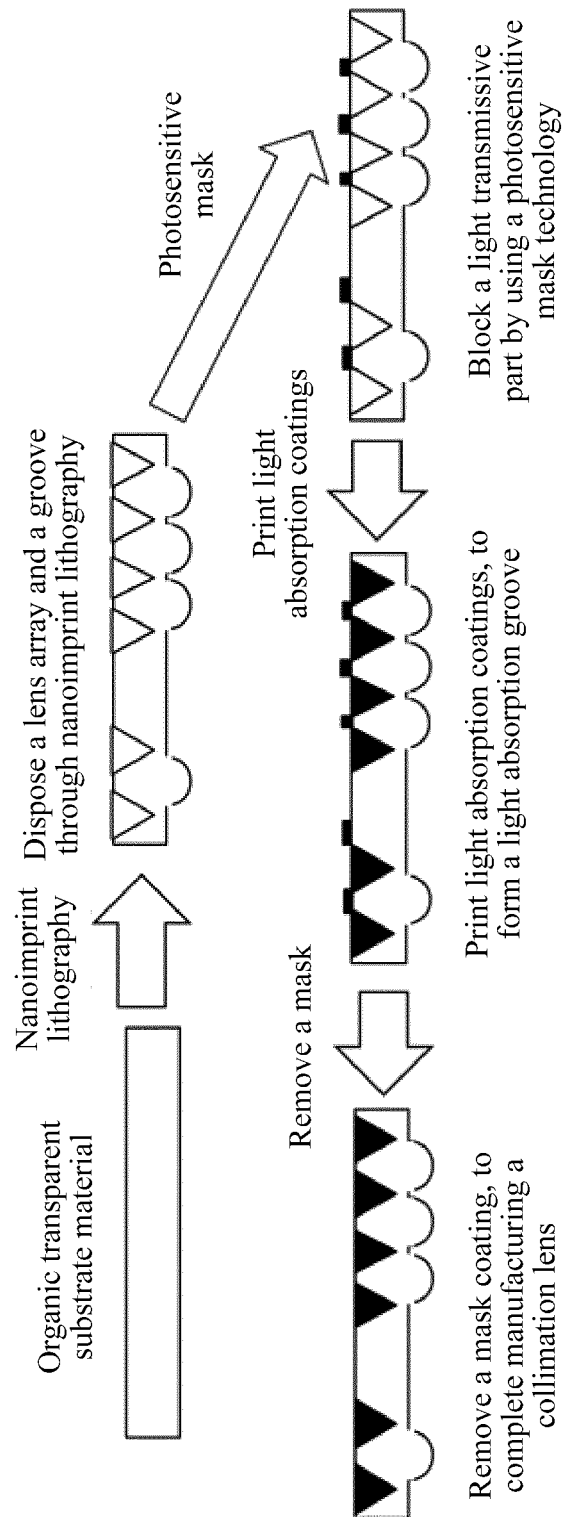 Organic transparent
substrate material
Nanoimprint
lithography
Dispose a lens array and a groove
through nanoimprint lithography
Photosensitive
mask
Block a light transmissive
part by using a photosensitive
mask technology
Print light
absorption coatings
Print light absorption coatings, to
form a light absorption groove
Remove a mask
Remove a mask coating, to
complete manufacturing a
collimation lens